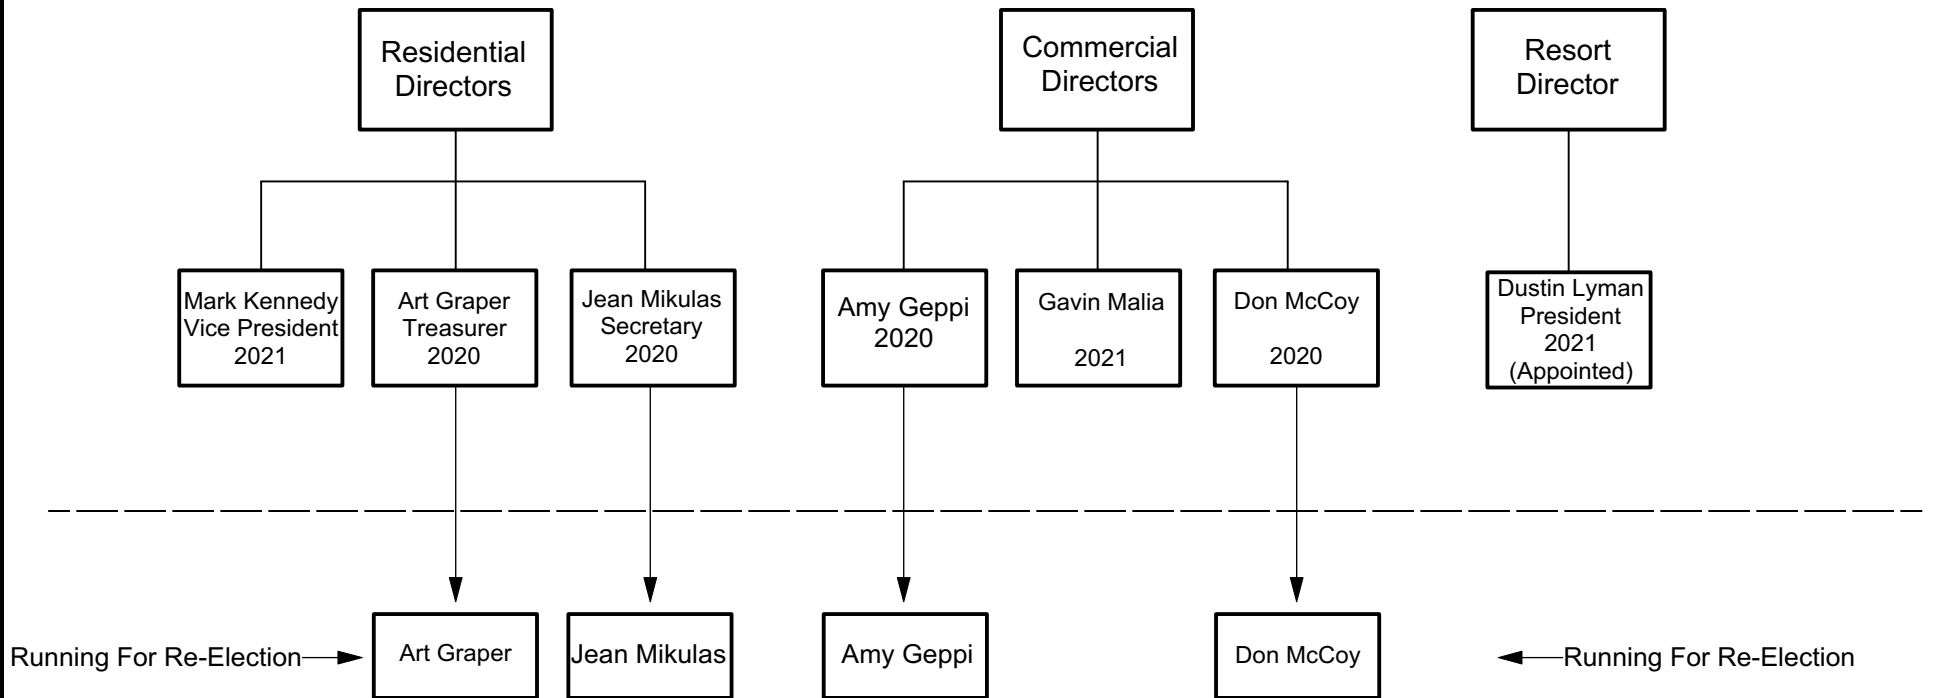 Residential
Directors
Commercial
Directors
Resort
Director
Mark Kennedy
Vice President
2021
Art Graper
Treasurer
2020
Jean Mikulas
Secretary
2020
Amy Geppi
2020
Gavin Malia
2021
Don McCoy
2020
Dustin Lyman
President
2021
(Appointed)
Running For Re-Election
Art Graper
Jean Mikulas
Amy Geppi
Don McCoy
Running For Re-Election